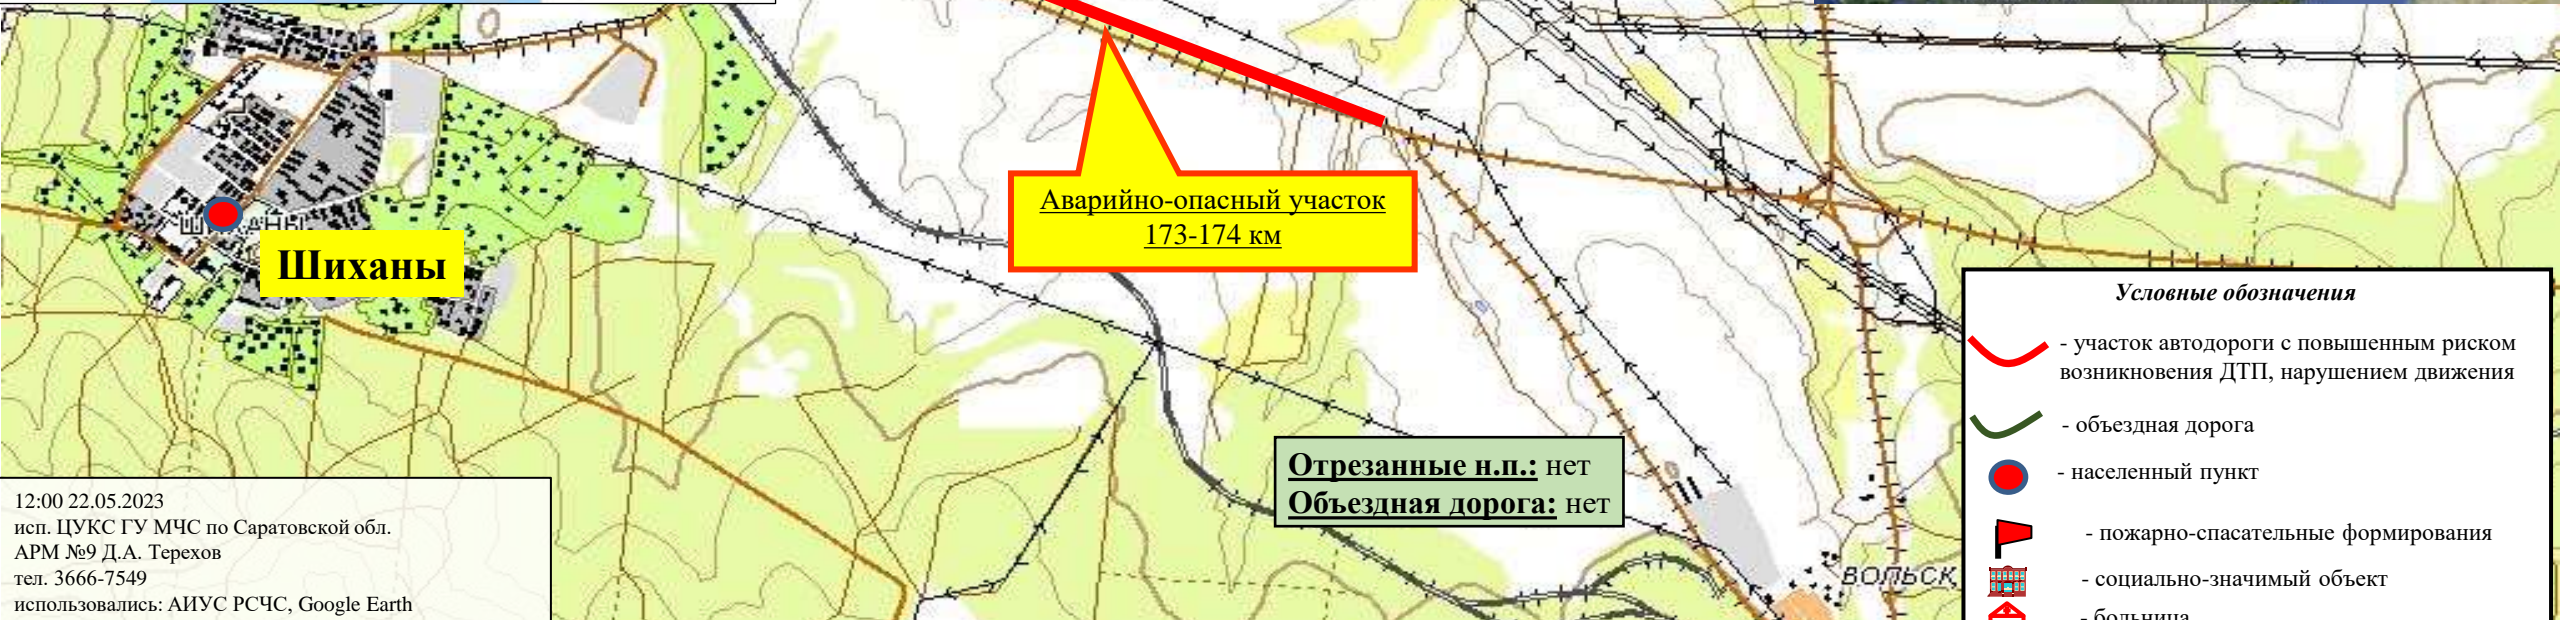 ШИХАНЫ
Шиханы
Аварийно-опасный участок
173-174 км
Отрезанные н.п.: нет
Объездная дорога: нет
12:00 22.05.2023
исп. ЦУКС ГУ МЧС по Саратовской обл.
АРМ №9 Д.А. Терехов
тел. 3666-7549
использовались: АИУС РСЧС, Google Earth
ВОЛЬСК
Условные обозначения
- участок автодороги с повышенным риском
возникновения ДТП, нарушением движения
- объездная дорога
- населенный пункт
- пожарно-спасательные формирования
- социально-значимый объект
- больница